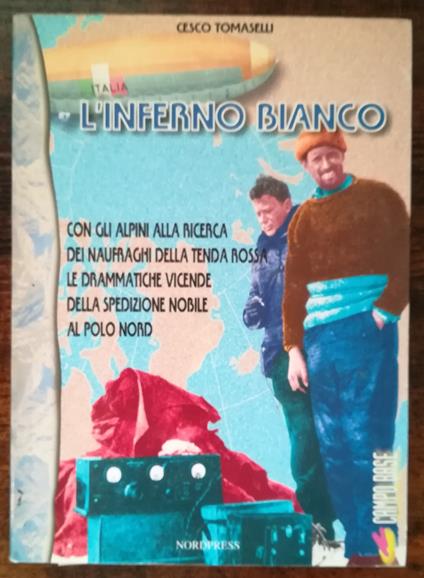 CESCO TOMASELLI
ITALIA
L'INFERNO BIANCO
CON GLI ALPINI ALLA RICERCA
DEI NAUFRAGHI DELLA TENDA ROSSA
LE DRAMMATICHE VICENDE
DELLA SPEDIZIONE NOBILE
AL POLO NORD
CAMPO BASE
NORDPRESS